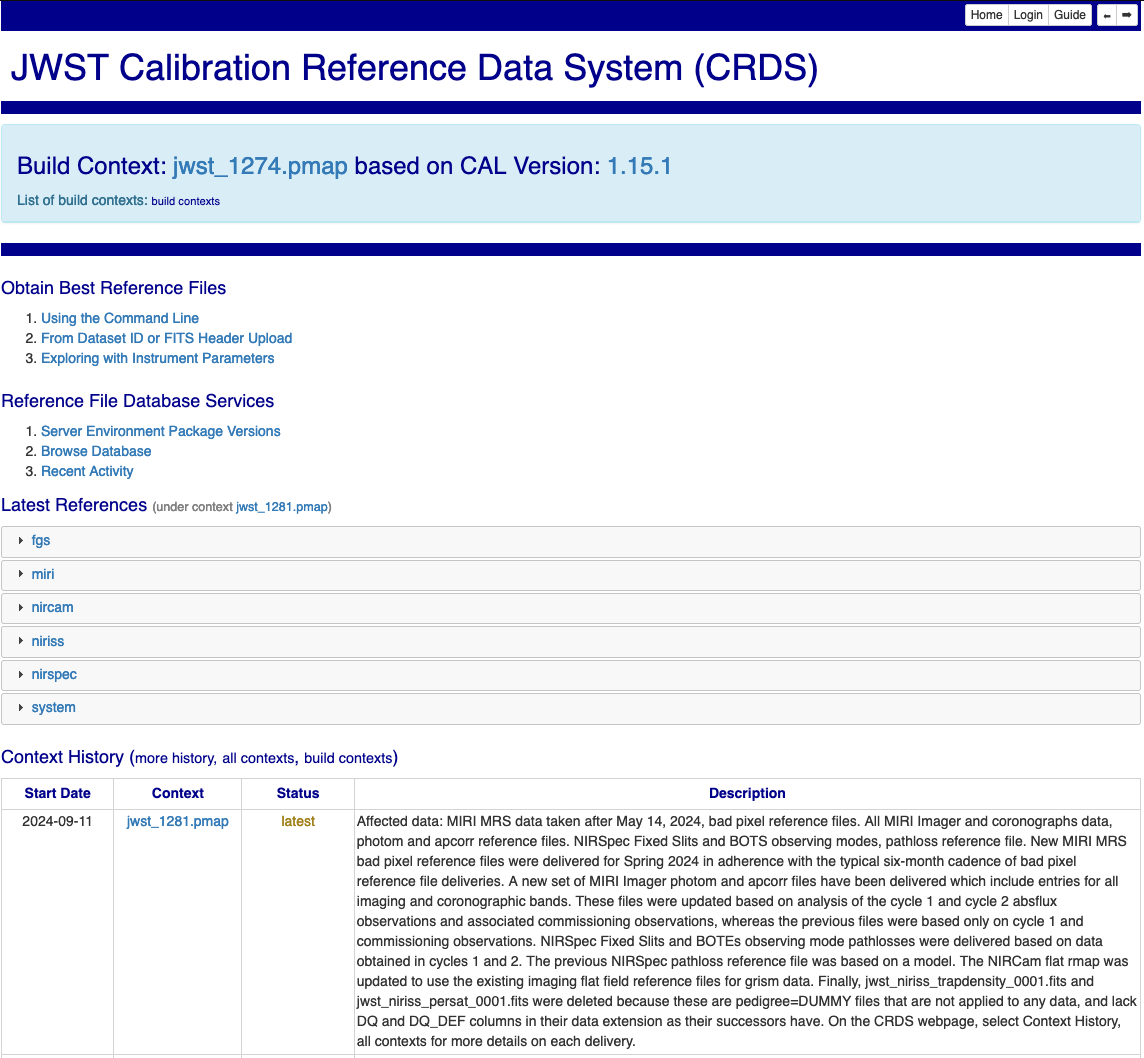 Home Login Guide ⬅ ➡
JWST Calibration Reference Data System (CRDS)
Build Context: jwst_1274.pmap based on CAL Version: 1.15.1
List of build contexts: build contexts
Obtain Best Reference Files
1. Using the Command Line
2. From Dataset ID or FITS Header Upload
3. Exploring with Instrument Parameters
Reference File Database Services
1. Server Environment Package Versions
2. Browse Database
3. Recent Activity
Latest References (under context jwst_1281.pmap)
fgs
miri
nircam
niriss
nirspec
system
Context History (more history, all contexts, build contexts)
Start Date Context Status Description
2024-09-11 jwst_1281.pmap latest Affected data: MIRI MRS data taken after May 14, 2024, bad pixel reference files. All MIRI Imager and coronographs data,
photom and apcorr reference files. NIRSpec Fixed Slits and BOTS observing modes, pathloss reference file. New MIRI MRS
bad pixel reference files were delivered for Spring 2024 in adherence with the typical six-month cadence of bad pixel
reference file deliveries. A new set of MIRI Imager photom and apcorr files have been delivered which include entries for all
imaging and coronographic bands. These files were updated based on analysis of the cycle 1 and cycle 2 absflux
observations and associated commissioning observations, whereas the previous files were based only on cycle 1 and
commissioning observations. NIRSpec Fixed Slits and BOTEs observing mode pathlosses were delivered based on data
obtained in cycles 1 and 2. The previous NIRSpec pathloss reference file was based on a model. The NIRCam flat rmap was
updated to use the existing imaging flat field reference files for grism data. Finally, jwst_niriss_trapdensity_0001.fits and
jwst_niriss_persat_0001.fits were deleted because these are pedigree=DUMMY files that are not applied to any data, and lack
DQ and DQ_DEF columns in their data extension as their successors have. On the CRDS webpage, select Context History,
all contexts for more details on each delivery.